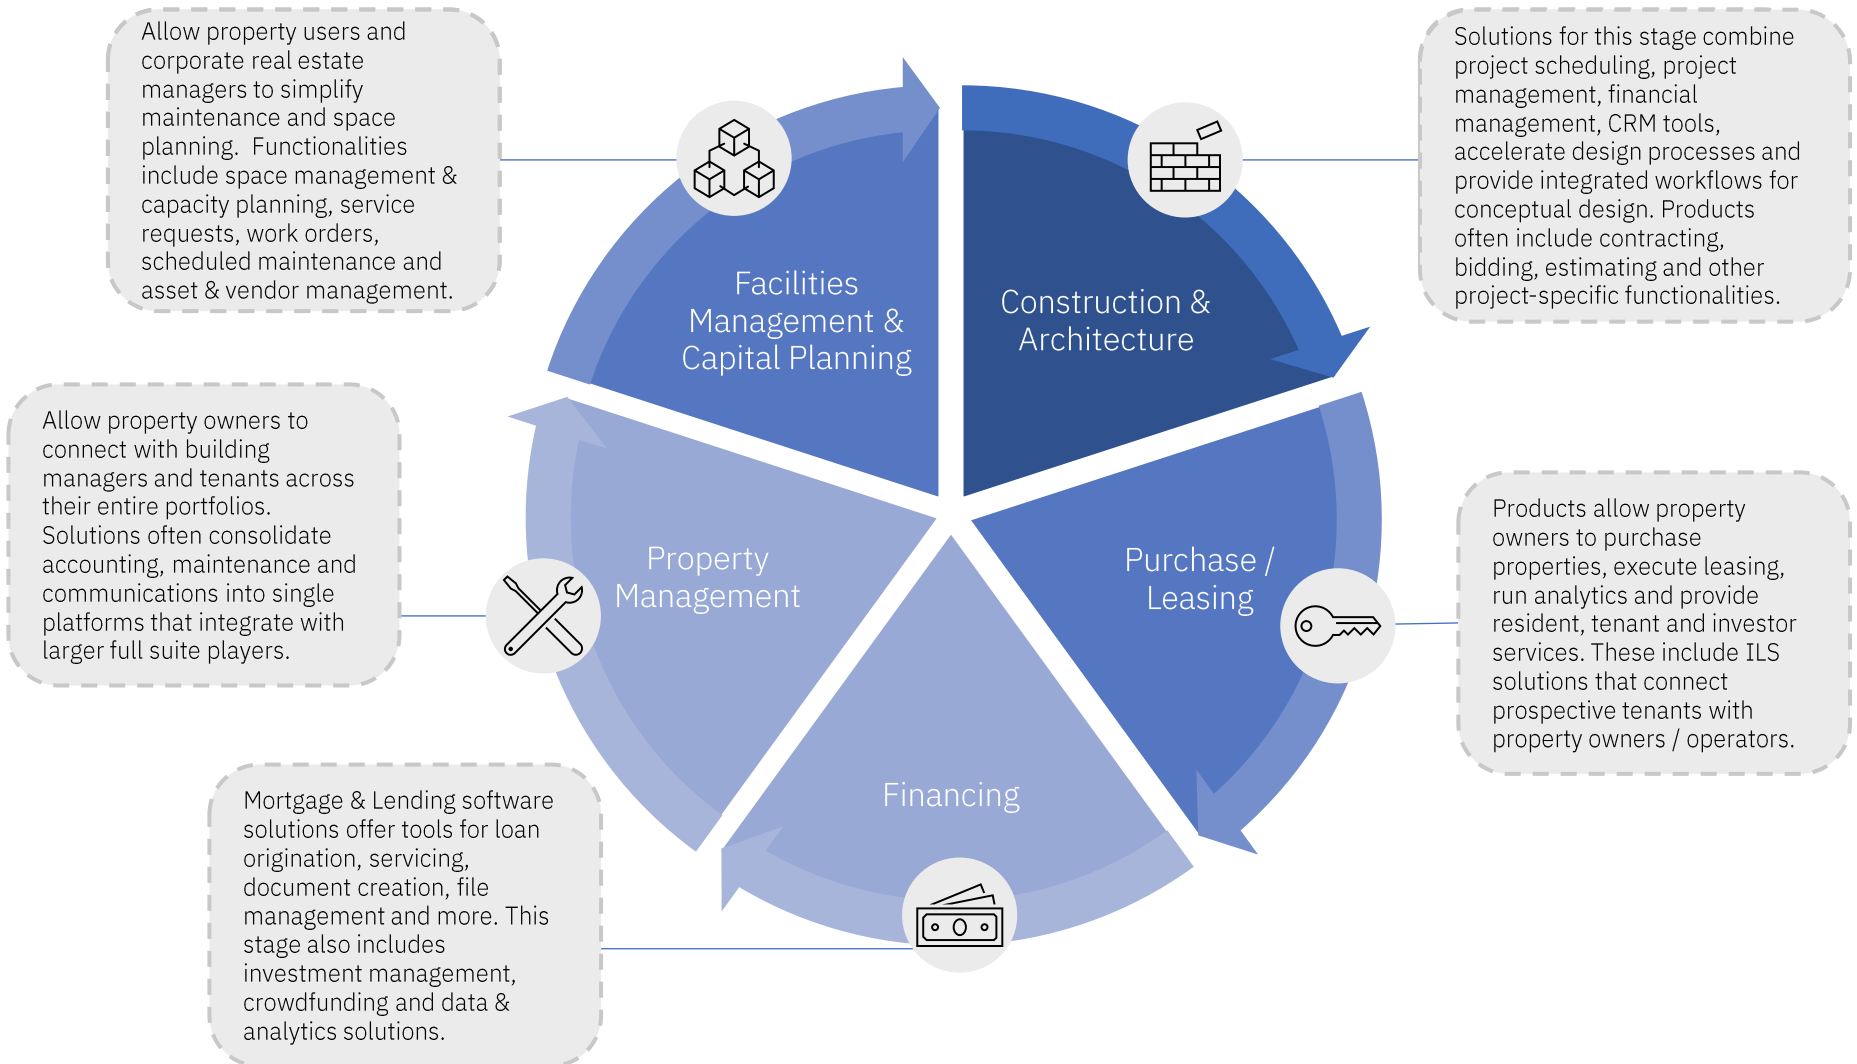 Allow property users and
corporate real estate
managers to simplify
maintenance and space
planning.  Functionalities
include space management &
capacity planning, service
requests, work orders,
scheduled maintenance and
asset & vendor management.
Solutions for this stage combine
project scheduling, project
management, financial
management, CRM tools,
accelerate design processes and
provide integrated workflows for
conceptual design. Products
often include contracting,
bidding, estimating and other
project-specific functionalities.
Facilities
Management &
Capital Planning
Construction &
Architecture
Allow property owners to
connect with building
managers and tenants across
their entire portfolios.
Solutions often consolidate
accounting, maintenance and
communications into single
platforms that integrate with
larger full suite players.
Property
Management
Purchase /
Leasing
Products allow property
owners to purchase
properties, execute leasing,
run analytics and provide
resident, tenant and investor
services. These include ILS
solutions that connect
prospective tenants with
property owners / operators.
Financing
Mortgage & Lending software
solutions offer tools for loan
origination, servicing,
document creation, file
management and more. This
stage also includes
investment management,
crowdfunding and data &
analytics solutions.